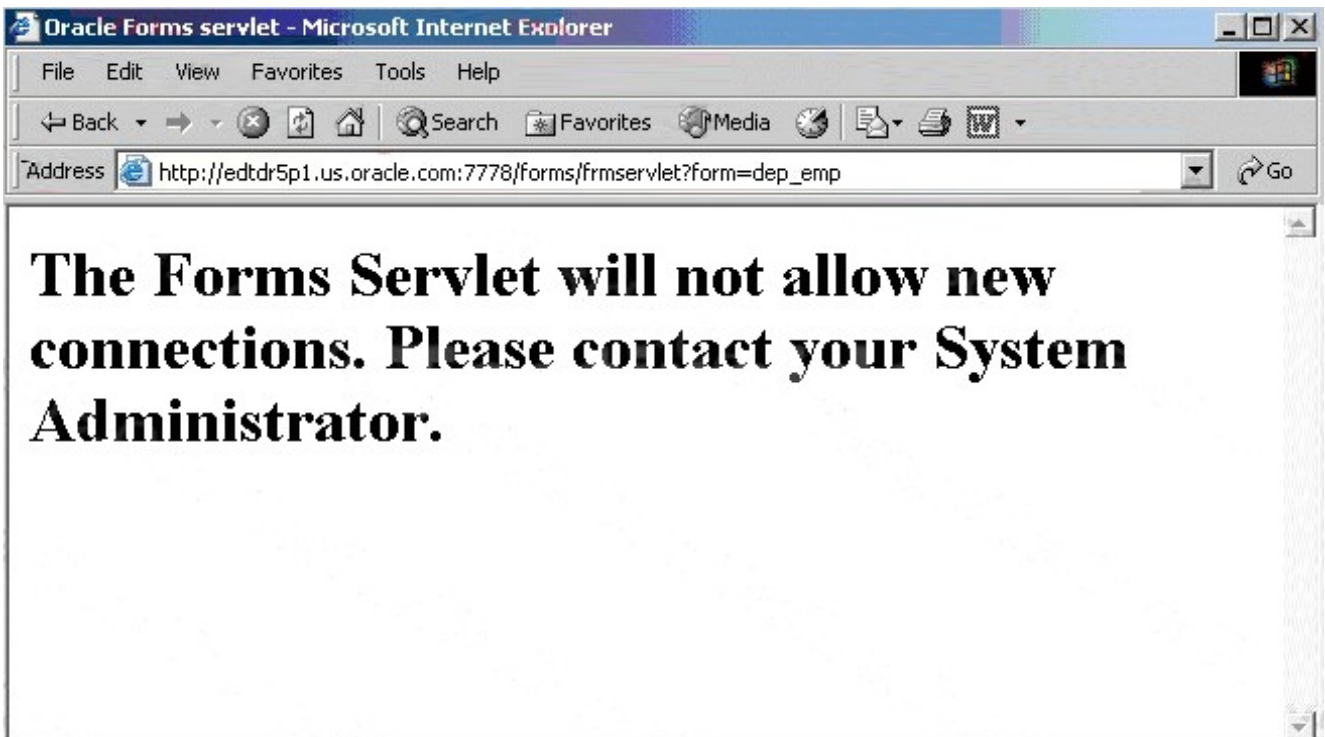 Oracle Forms servlet - Microsoft Internet Explorer
File Edit View Favorites Tools Help
Back Search Favorites Media
Address http://edtdr5p1.us.oracle.com:7778/forms/frmservlet?form=dep_emp Go
The Forms Servlet will not allow new
connections. Please contact your System
Administrator.